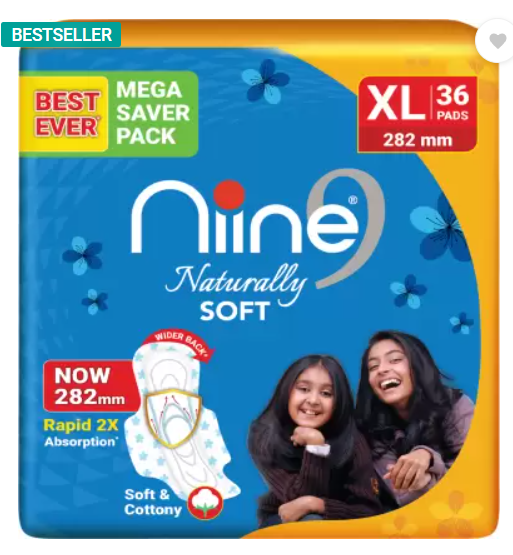 BESTSELLER
BEST
EVER*
MEGA
SAVER
PACK
XL 36
PADS
282 mm
Niine 9®
Naturally
SOFT
WIDER BACK*
NOW
282mm
Rapid 2X
Absorption*
Soft &
Cottony